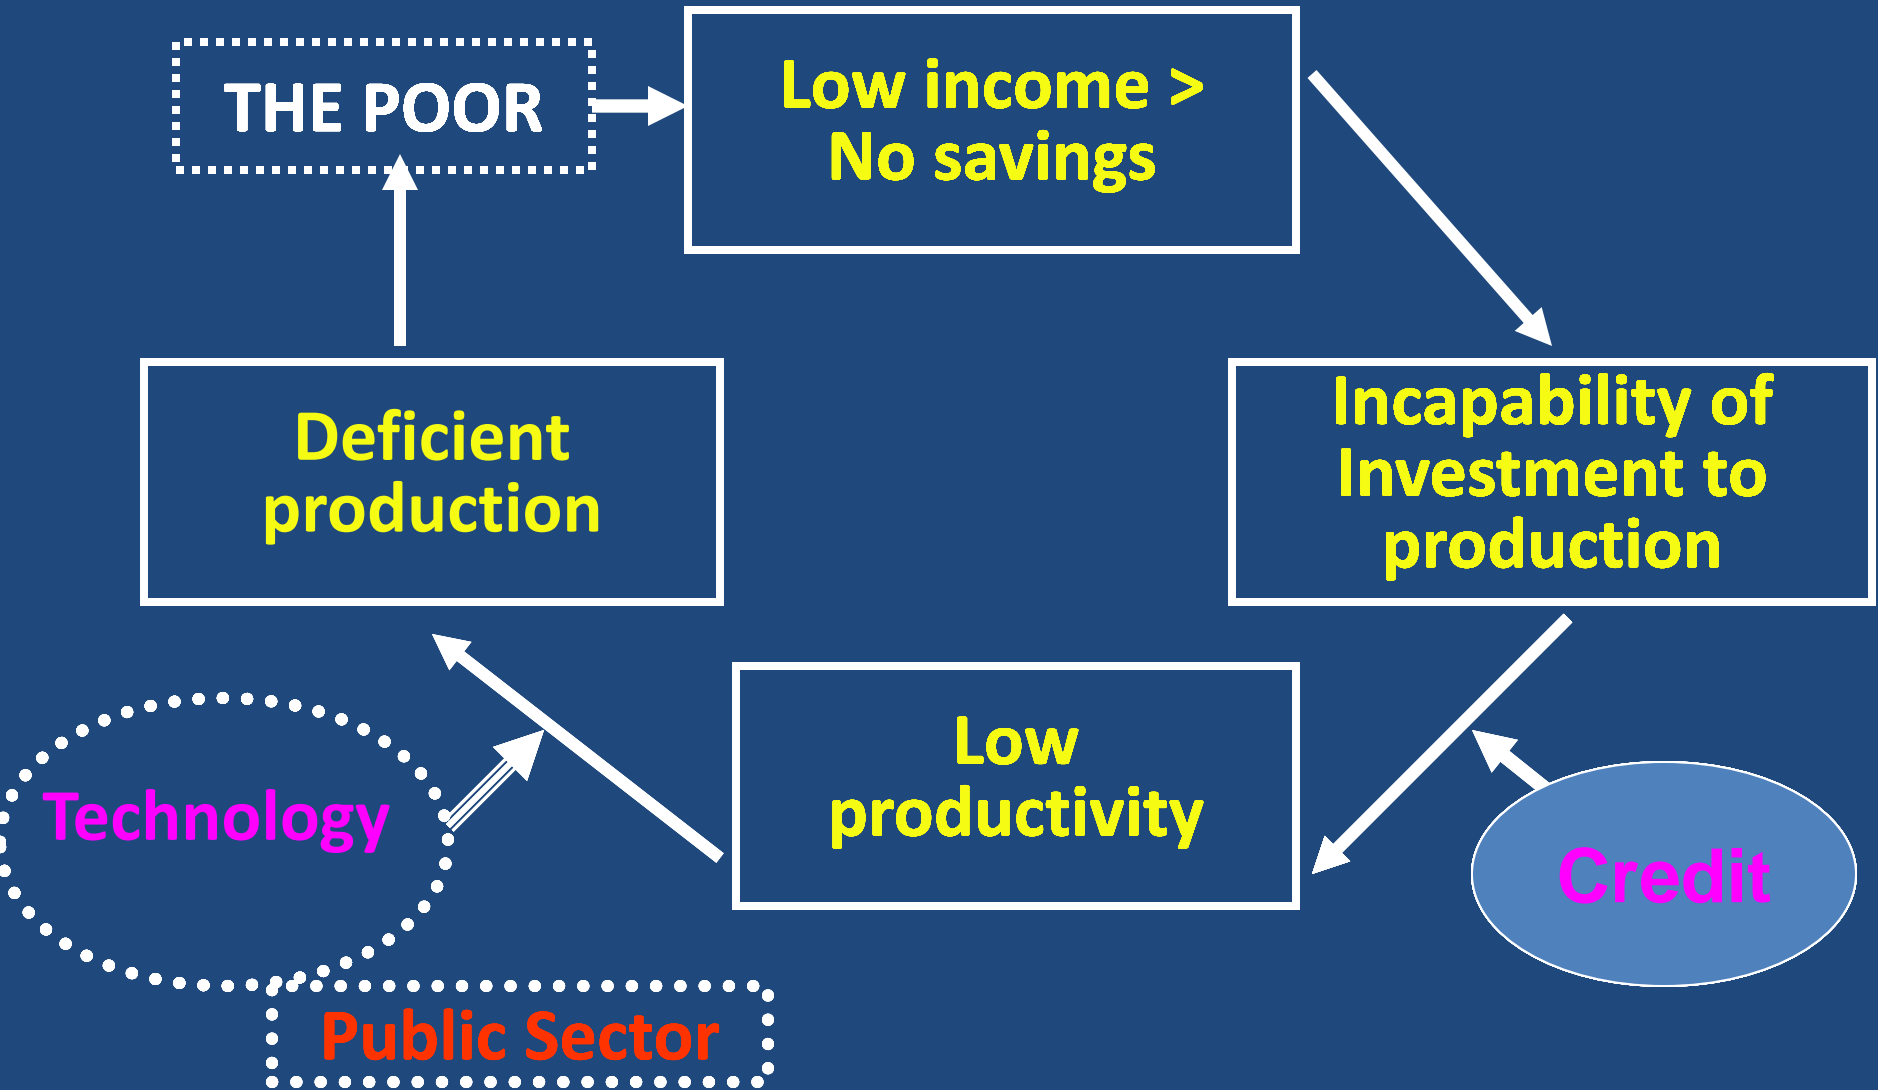 THE POOR
Low income >
No savings
Incapability of
Investment to
production
Deficient
production
Low
productivity
Technology
Credit
Public Sector